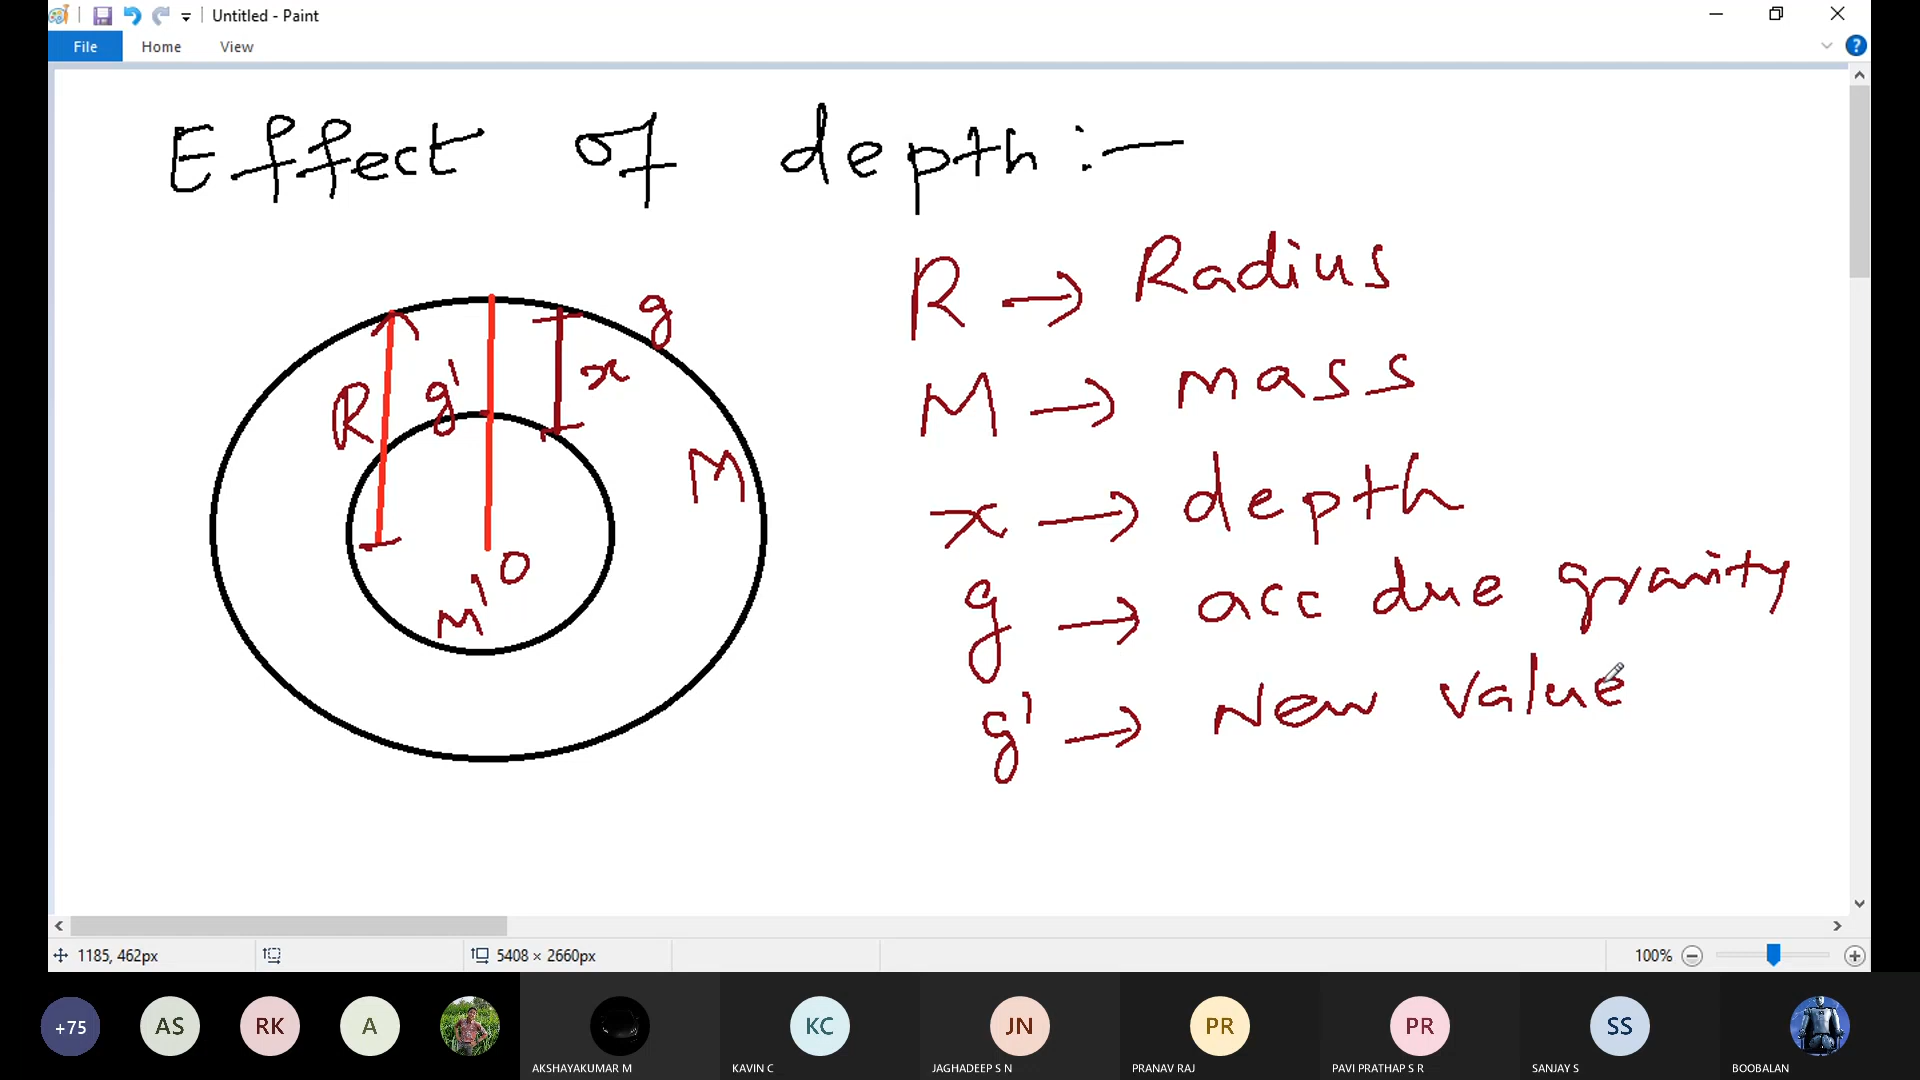 Untitled - Paint
File Home View
Effect of depth :-
R → Radius
M → mass
x → depth
g → acc due gravity
g' → New value
g
x
g'
R
M
O
M'
1185, 462px
5408 × 2660px
100%
+75
AS
RK
A
KC
JN
PR
PR
SS
AKSHAYAKUMAR M
KAVIN C
JAGHADEEP S N
PRANAV RAJ
PAVI PRATHAP S R
SANJAY S
BOOBALAN